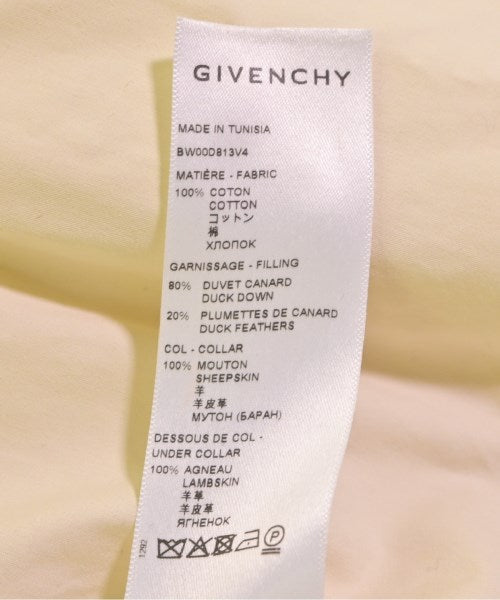 GIVENCHY
MADE IN TUNISIA
BW00D813V4
MATIÈRE - FABRIC
100% COTON
COTTON
コットン
棉
ХЛОПОК
GARNISSAGE - FILLING
80% DUVET CANARD
DUCK DOWN
20% PLUMETTES DE CANARD
DUCK FEATHERS
COL - COLLAR
100% MOUTON
SHEEPSKIN
羊
羊皮革
МУТОН (БАРАН)
DESSOUS DE COL -
UNDER COLLAR
100% AGNEAU
LAMBSKIN
羊革
羊皮革
ЯГНЕНОК
1292
P